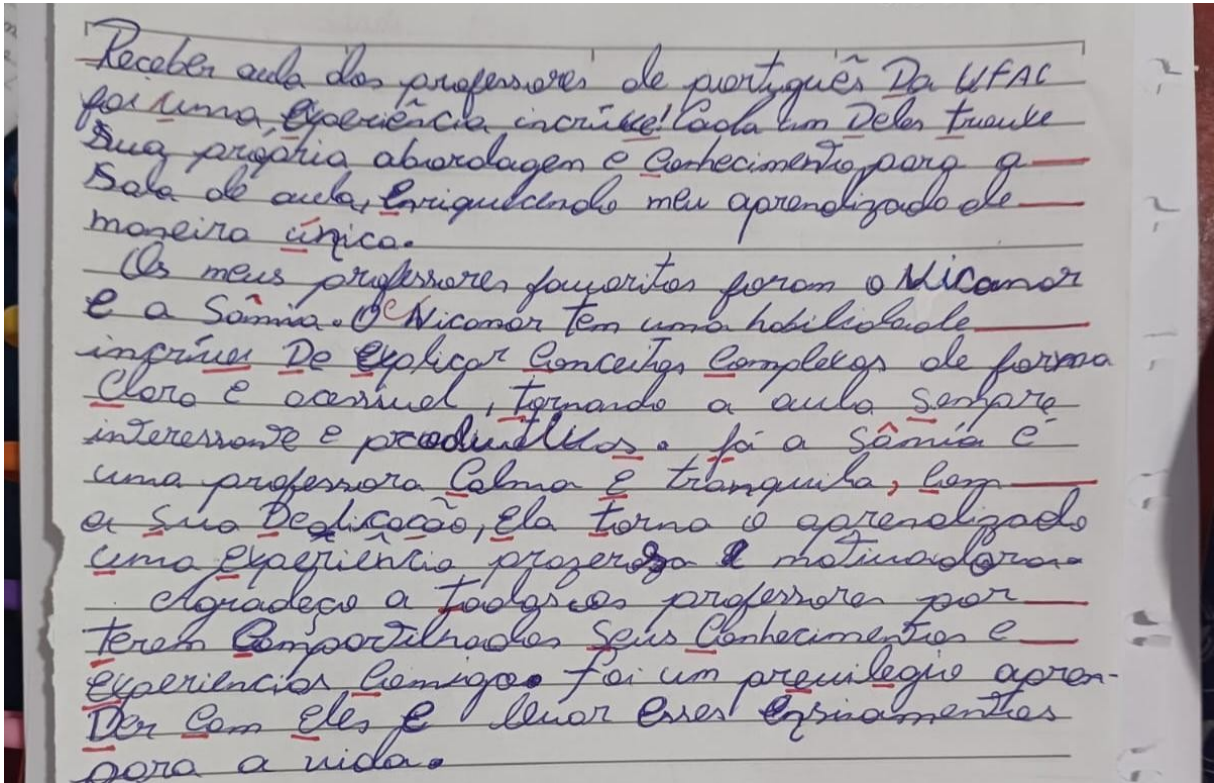 Receber aula dos professores de português Da UFAC
foi uma, experiência incrível! Cada um Deles trouxe
Sua própria abordagem e Conhecimento, para a
Sala de aula, Enriquecendo meu aprendizado de
maneira única.
Os meus professores favoritos foram o Nicanor
e a Sâmia. O Nicanor Tem uma habilidade
incrível De Explicar Conceitos Complexos de forma
Clara e acessível, Tornando a aula Sempre
interessante e produtivas. Já a Sâmia é
uma professora Calma e tranquila, Com
a Sua Dedicação, Ela Torna o aprendizado
uma Experiência prazerosa e motivadora.
Agradeço a Todos os professores por
Terem Compartilhados Seus Conhecimentos e
Experiencias Comigo. foi um previlegio apren-
Der Com Eles e levar Esses Ensinamentos
para a vida.